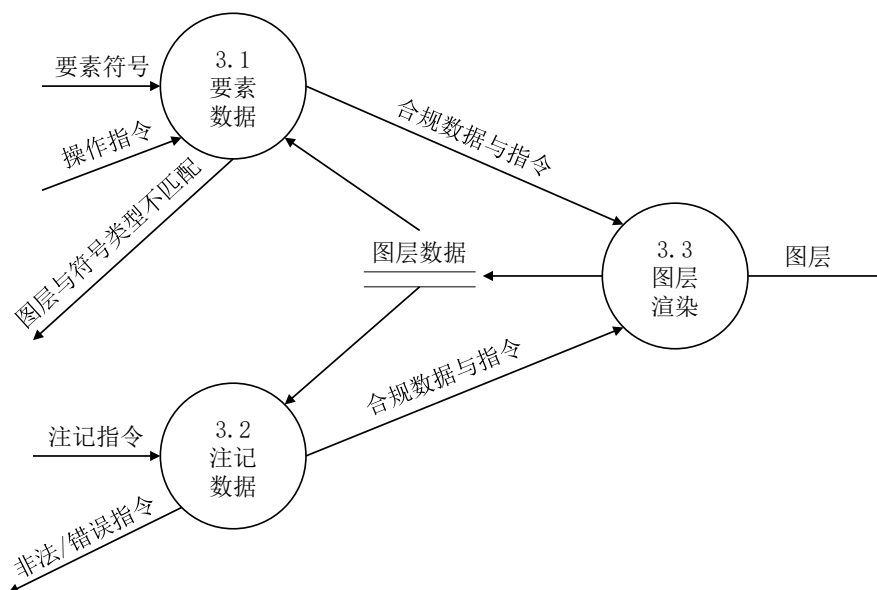 要素符号
3.1
要素
数据
操作指令
图层与符号类型不匹配
合规数据与指令
图层数据
3.3
图层
渲染
图层
合规数据与指令
注记指令
3.2
注记
数据
非法/错误指令